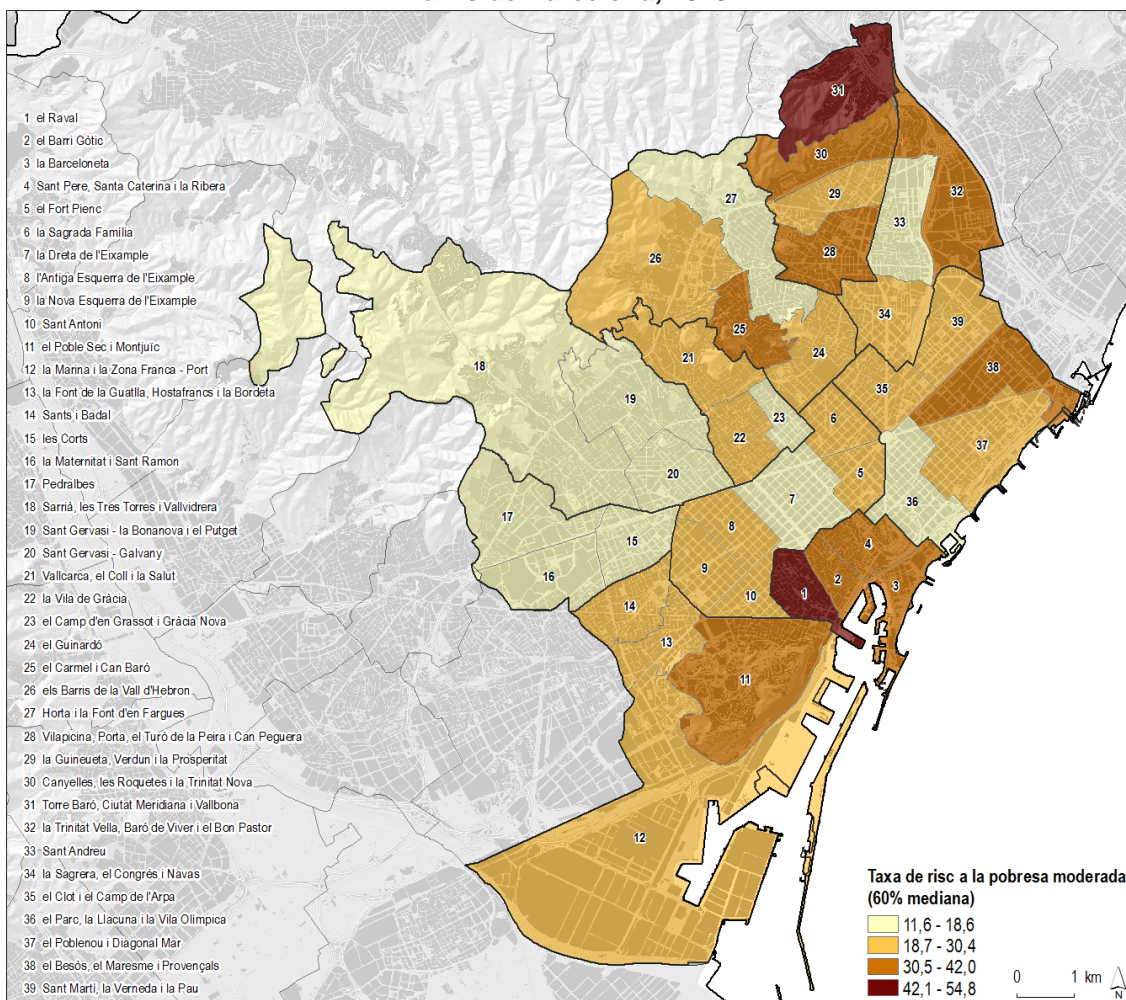 1 el Raval
2 el Barri Gòtic
3 la Barceloneta
4 Sant Pere, Santa Caterina i la Ribera
5 el Fort Pienc
6 la Sagrada Família
7 la Dreta de l'Eixample
8 l'Antiga Esquerra de l'Eixample
9 la Nova Esquerra de l'Eixample
10 Sant Antoni
11 el Poble Sec i Montjuïc
12 la Marina i la Zona Franca - Port
13 la Font de la Guatlla, Hostafrancs i la Bordeta
14 Sants i Badal
15 les Corts
16 la Maternitat i Sant Ramon
17 Pedralbes
18 Sarrià, les Tres Torres i Vallvidrera
19 Sant Gervasi - la Bonanova i el Putget
20 Sant Gervasi - Galvany
21 Vallcarca, el Coll i la Salut
22 la Vila de Gràcia
23 el Camp d'en Grassot i Gràcia Nova
24 el Guinardó
25 el Carmel i Can Baró
26 els Barris de la Vall d'Hebron
27 Horta i la Font d'en Fargues
28 Vilapicina, Porta, el Turó de la Peira i Can Peguera
29 la Guineueta, Verdun i la Prosperitat
30 Canyelles, les Roquetes i la Trinitat Nova
31 Torre Baró, Ciutat Meridiana i Vallbona
32 la Trinitat Vella, Baró de Viver i el Bon Pastor
33 Sant Andreu
34 la Sagrera, el Congrés i Navas
35 el Clot i el Camp de l'Arpa
36 el Parc, la Llacuna i la Vila Olímpica
37 el Poblenou i Diagonal Mar
38 el Besòs, el Maresme i Provençals
39 Sant Martí, la Verneda i la Pau
31
30
27
29
32
33
28
26
34
39
25
24
21
38
18
35
19
23
6
22
37
20
5
7
36
17
8
15
4
16
9
2
3
10
1
14
13
11
12
Taxa de risc a la pobresa moderada
(60% mediana)
11,6 - 18,6
18,7 - 30,4
30,5 - 42,0
42,1 - 54,8
0 1 km
N